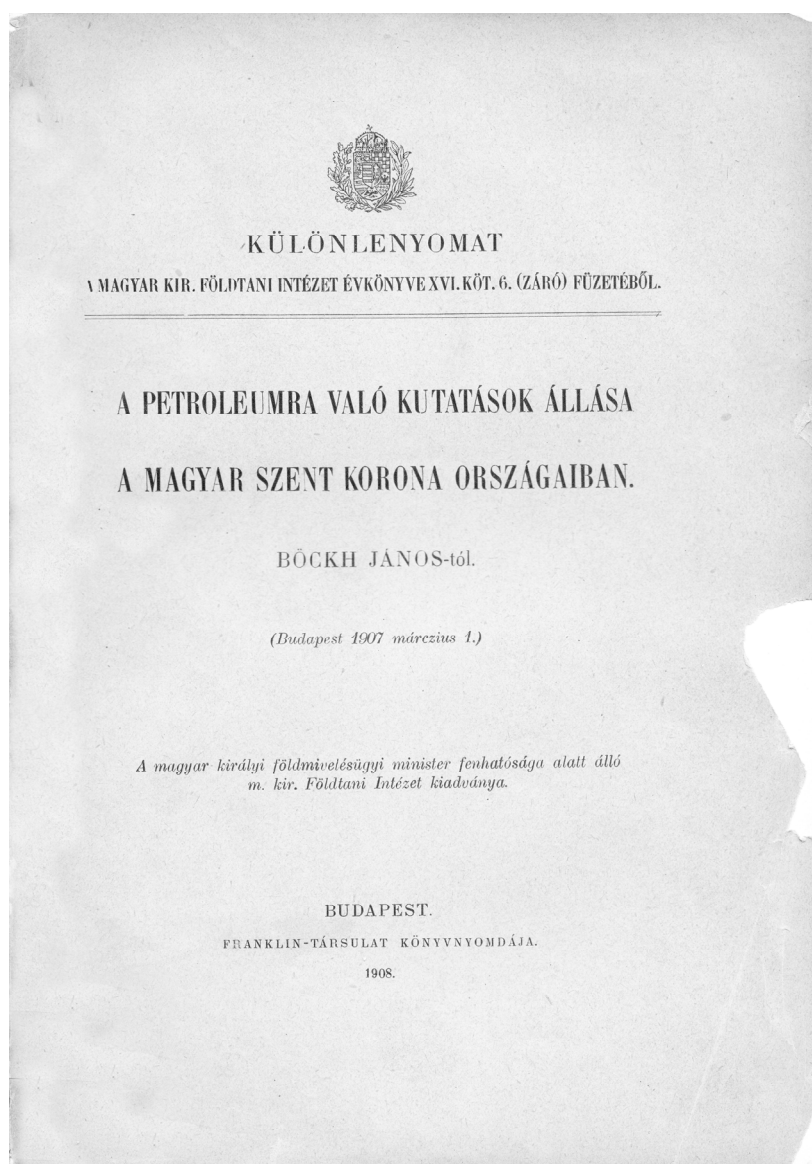 KÜLÖNLENYOMAT
A MAGYAR KIR. FÖLDTANI INTÉZET ÉVKÖNYVE XVI. KÖT. 6. (ZÁRÓ) FÜZETÉBŐL.
A PETROLEUMRA VALÓ KUTATÁSOK ÁLLÁSA
A MAGYAR SZENT KORONA ORSZÁGAIBAN.
BÖCKH JÁNOS-tól.
(Budapest 1907 márczius 1.)
A magyar királyi földmivelésügyi minister fenhatósága alatt álló
m. kir. Földtani Intézet kiadványa.
BUDAPEST.
FRANKLIN-TÁRSULAT KÖNYVNYOMDÁJA.
1908.